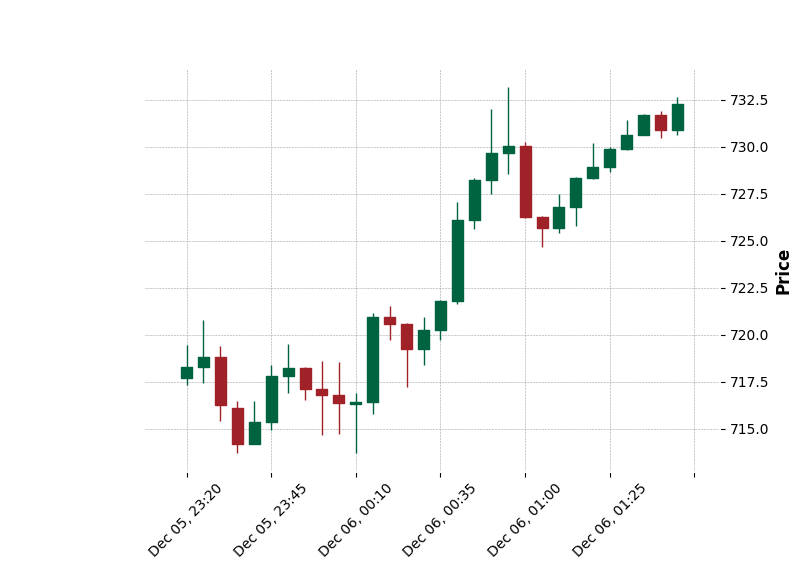 732.5
730.0
727.5
725.0
722.5
720.0
717.5
715.0
Price
Dec 05, 23:20
Dec 05, 23:45
Dec 06, 00:10
Dec 06, 00:35
Dec 06, 01:00
Dec 06, 01:25